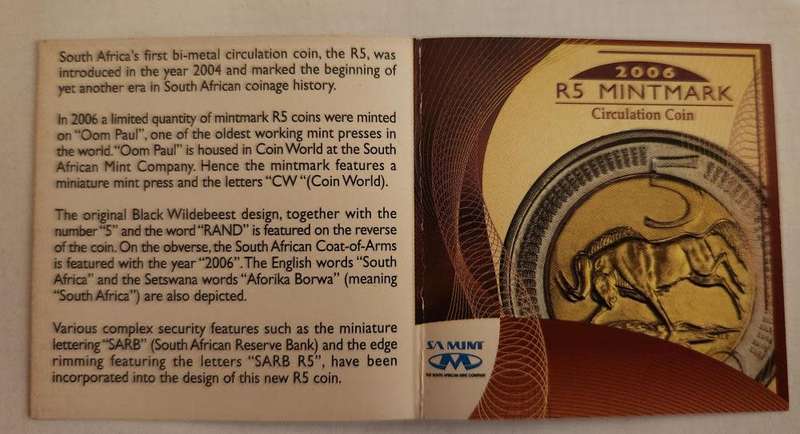 South Africa's first bi-metal circulation coin, the R5, was
introduced in the year 2004 and marked the beginning of
yet another era in South African coinage history.
In 2006 a limited quantity of mintmark R5 coins were minted
on "Oom Paul", one of the oldest working mint presses in
the world. "Oom Paul" is housed in Coin World at the South
African Mint Company. Hence the mintmark features a
miniature mint press and the letters "CW "(Coin World).
The original Black Wildebeest design, together with the
number "5" and the word "RAND" is featured on the reverse
of the coin. On the obverse, the South African Coat-of-Arms
is featured with the year "2006". The English words "South
Africa" and the Setswana words "Aforika Borwa" (meaning
"South Africa") are also depicted.
Various complex security features such as the miniature
lettering "SARB" (South African Reserve Bank) and the edge
rimming featuring the letters "SARB R5", have been
incorporated into the design of this new R5 coin.
2006
R5 MINTMARK
Circulation Coin
5
SA MINT
THE SOUTH AFRICAN MINT COMPANY